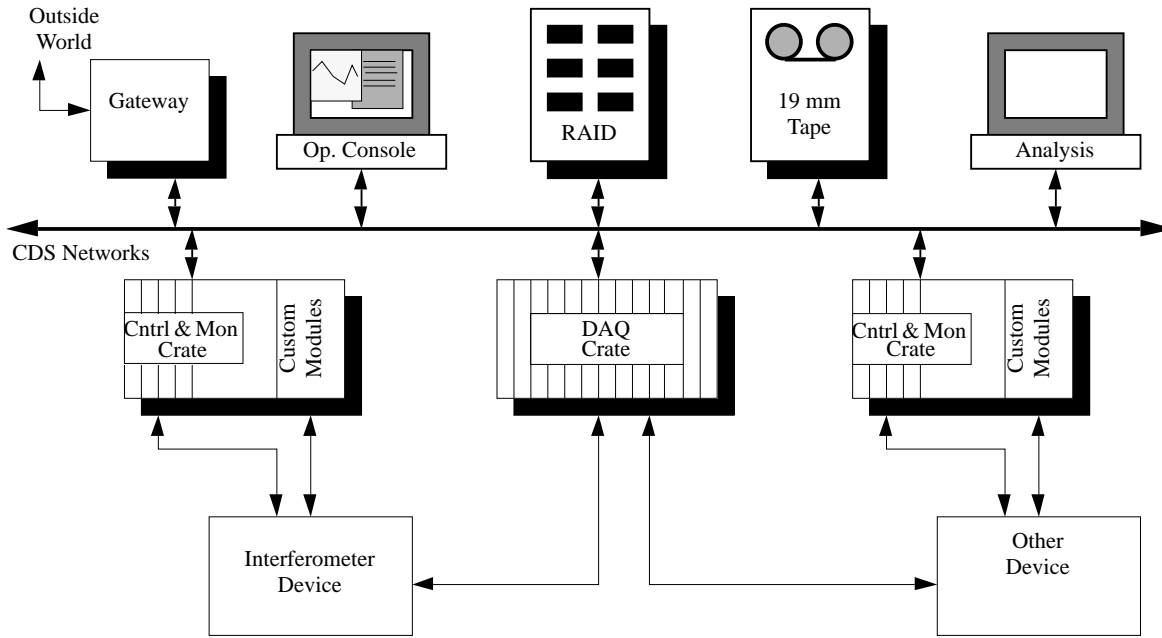 Outside
World
Gateway
Op. Console
RAID
19 mm
Tape
Analysis
CDS Networks
Cntrl & Mon
Crate
Custom
Modules
DAQ
Crate
Cntrl & Mon
Crate
Custom
Modules
Interferometer
Device
Other
Device